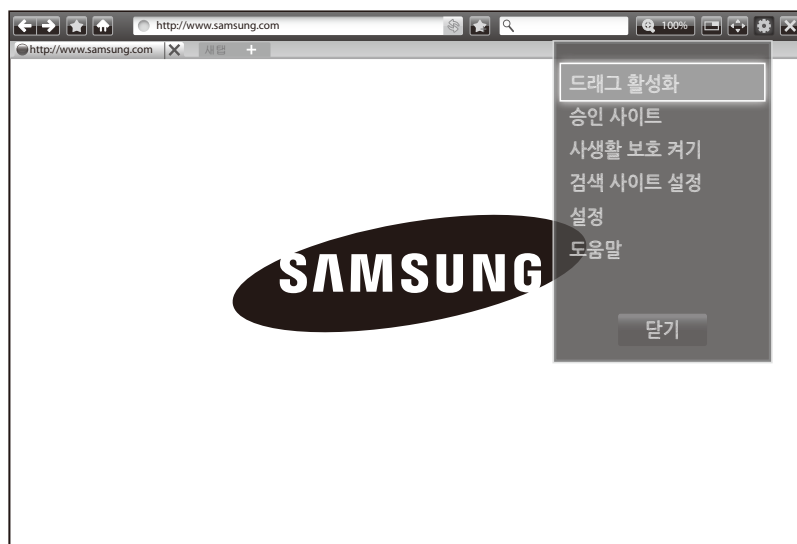 http://www.samsung.com 100%
http://www.samsung.com 새 탭 +
드래그 활성화
승인 사이트
사생활 보호 켜기
검색 사이트 설정
설정
도움말
SAMSUNG
닫기